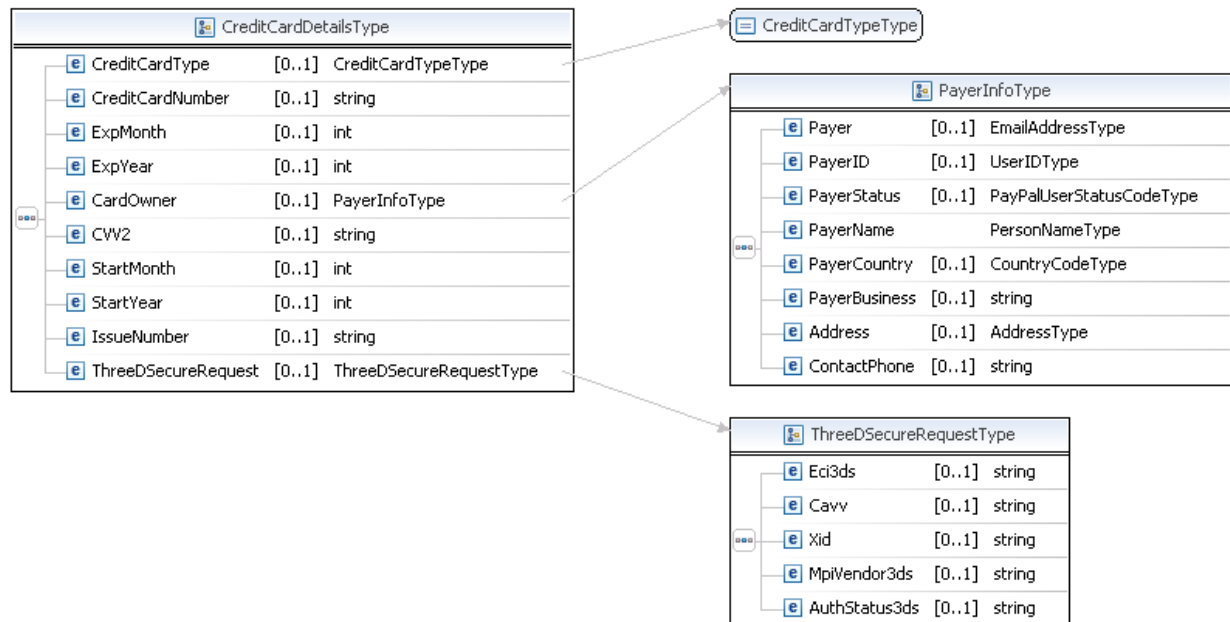 CreditCardDetailsType
e CreditCardType [0..1] CreditCardTypeType
e CreditCardNumber [0..1] string
e ExpMonth [0..1] int
e ExpYear [0..1] int
e CardOwner [0..1] PayerInfoType
e CVV2 [0..1] string
e StartMonth [0..1] int
e StartYear [0..1] int
e IssueNumber [0..1] string
e ThreeDSecureRequest [0..1] ThreeDSecureRequestType
CreditCardTypeType
PayerInfoType
e Payer [0..1] EmailAddressType
e PayerID [0..1] UserIDType
e PayerStatus [0..1] PayPalUserStatusCodeType
e PayerName PersonNameType
e PayerCountry [0..1] CountryCodeType
e PayerBusiness [0..1] string
e Address [0..1] AddressType
e ContactPhone [0..1] string
ThreeDSecureRequestType
e Eci3ds [0..1] string
e Cavv [0..1] string
e Xid [0..1] string
e MpiVendor3ds [0..1] string
e AuthStatus3ds [0..1] string